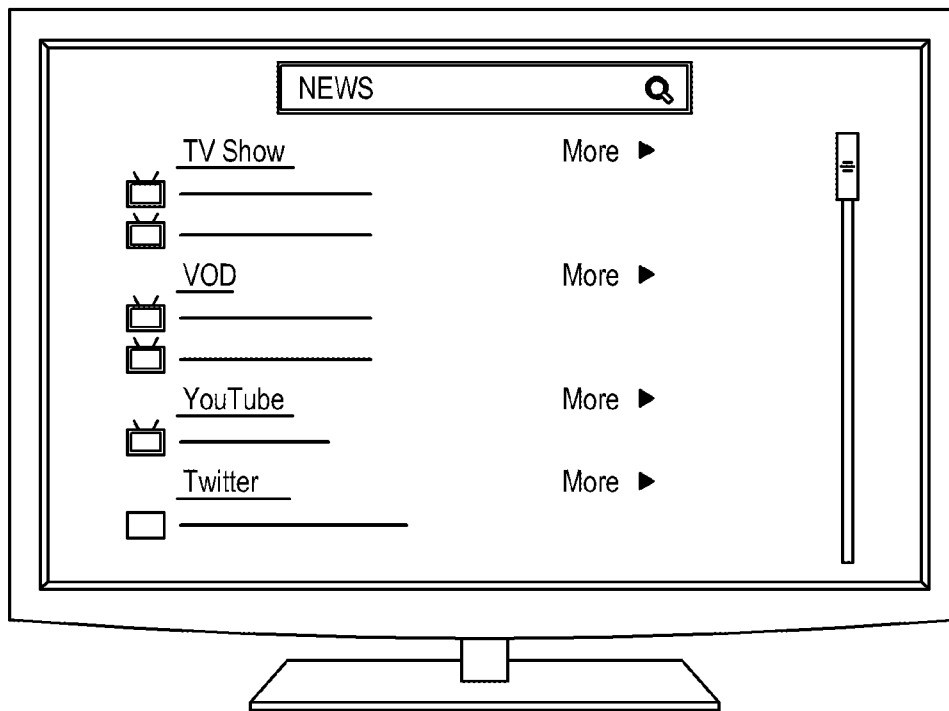 NEWS
TV Show More ▶
VOD More ▶
YouTube More ▶
Twitter More ▶